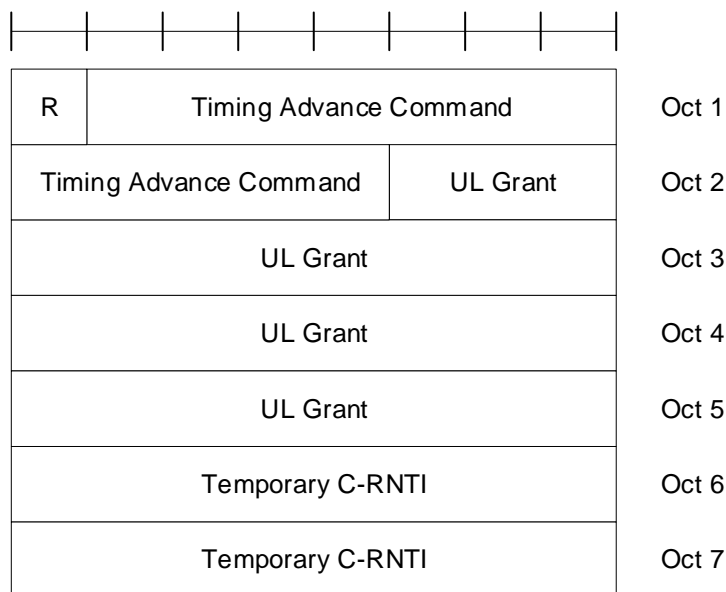 R Timing Advance Command Oct 1
Timing Advance Command UL Grant Oct 2
UL Grant Oct 3
UL Grant Oct 4
UL Grant Oct 5
Temporary C-RNTI Oct 6
Temporary C-RNTI Oct 7